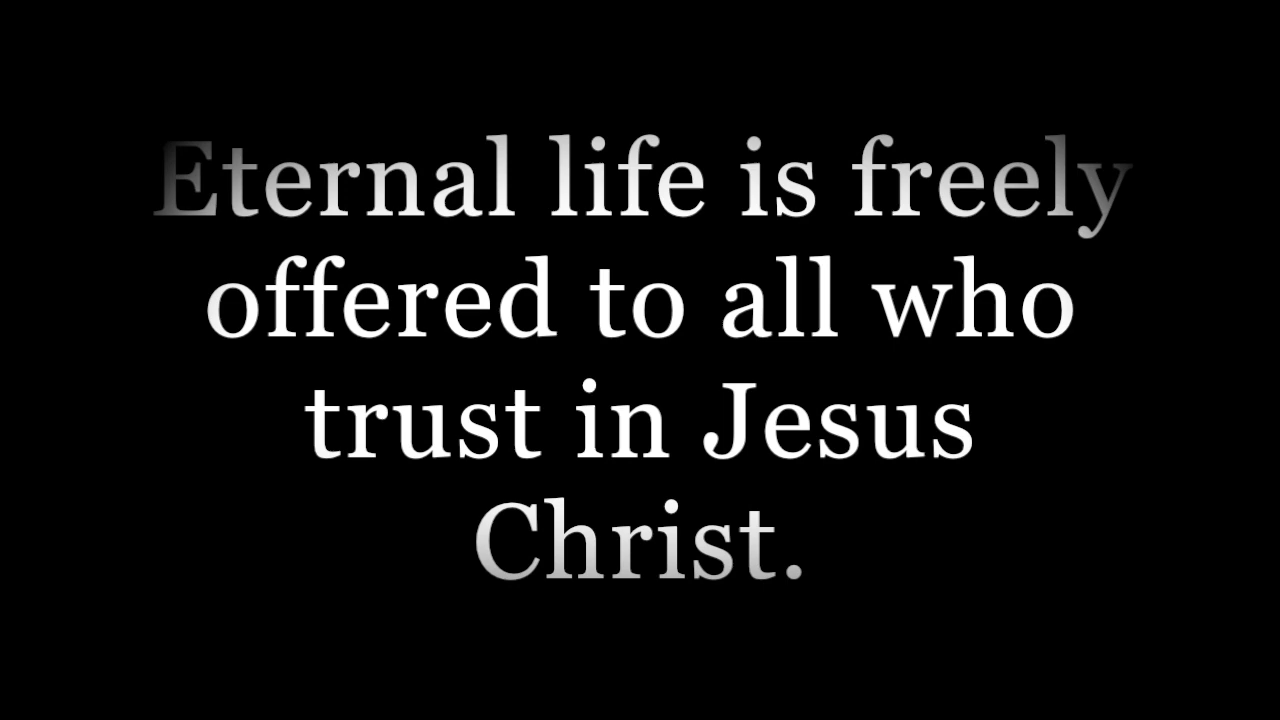 Eternal life is freely
offered to all who
trust in Jesus
Christ.